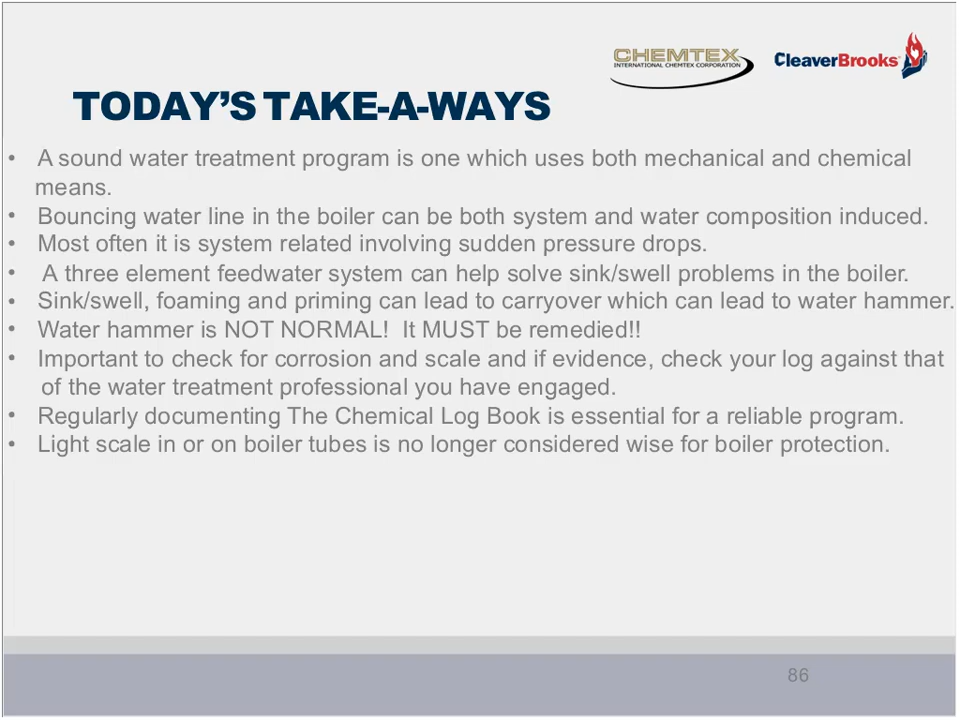 CHEMTEX
INTERNATIONAL CHEMTEX CORPORATION
CleaverBrooks
TODAY'S TAKE-A-WAYS
• A sound water treatment program is one which uses both mechanical and chemical
means.
• Bouncing water line in the boiler can be both system and water composition induced.
• Most often it is system related involving sudden pressure drops.
• A three element feedwater system can help solve sink/swell problems in the boiler.
• Sink/swell, foaming and priming can lead to carryover which can lead to water hammer.
• Water hammer is NOT NORMAL! It MUST be remedied!!
• Important to check for corrosion and scale and if evidence, check your log against that
of the water treatment professional you have engaged.
• Regularly documenting The Chemical Log Book is essential for a reliable program.
• Light scale in or on boiler tubes is no longer considered wise for boiler protection.
86